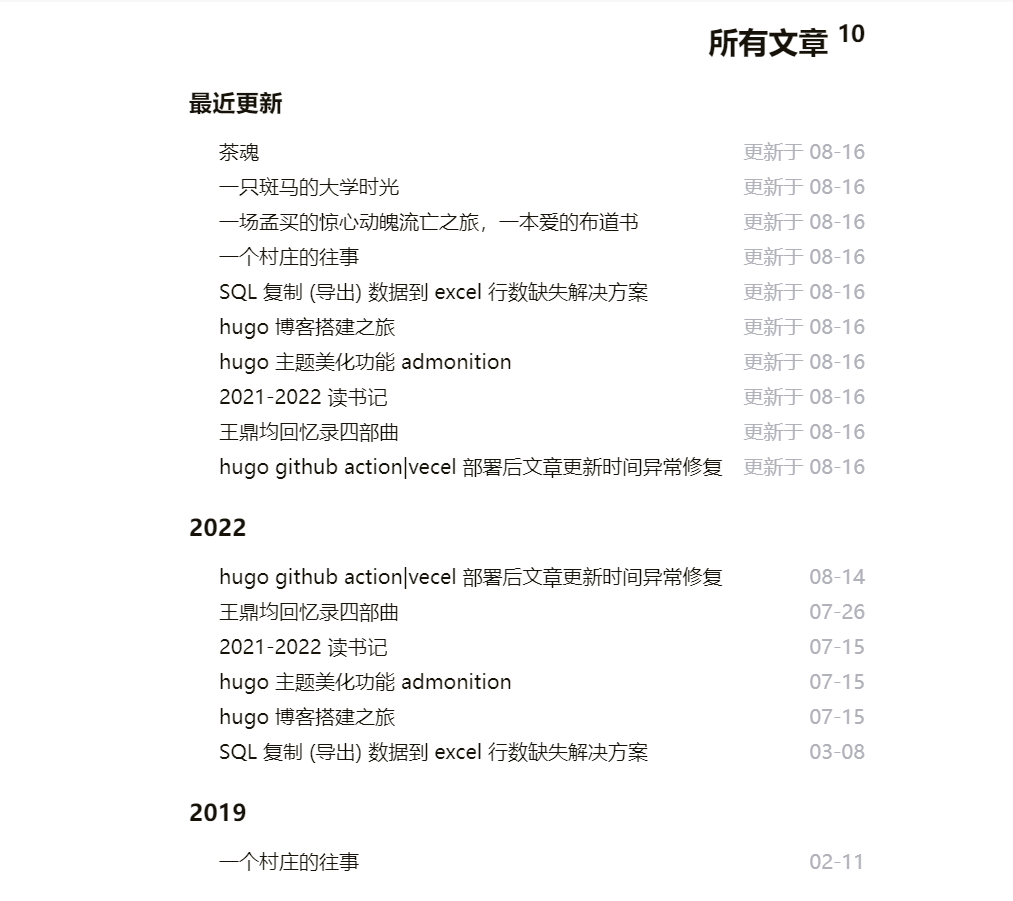 所有文章 10
最近更新
茶魂 更新于 08-16
一只斑马的大学时光 更新于 08-16
一场孟买的惊心动魄流亡之旅，一本爱的布道书 更新于 08-16
一个村庄的往事 更新于 08-16
SQL 复制 (导出) 数据到 excel 行数缺失解决方案 更新于 08-16
hugo 博客搭建之旅 更新于 08-16
hugo 主题美化功能 admonition 更新于 08-16
2021-2022 读书记 更新于 08-16
王鼎均回忆录四部曲 更新于 08-16
hugo github action|vecel 部署后文章更新时间异常修复 更新于 08-16
2022
hugo github action|vecel 部署后文章更新时间异常修复 08-14
王鼎均回忆录四部曲 07-26
2021-2022 读书记 07-15
hugo 主题美化功能 admonition 07-15
hugo 博客搭建之旅 07-15
SQL 复制 (导出) 数据到 excel 行数缺失解决方案 03-08
2019
一个村庄的往事 02-11